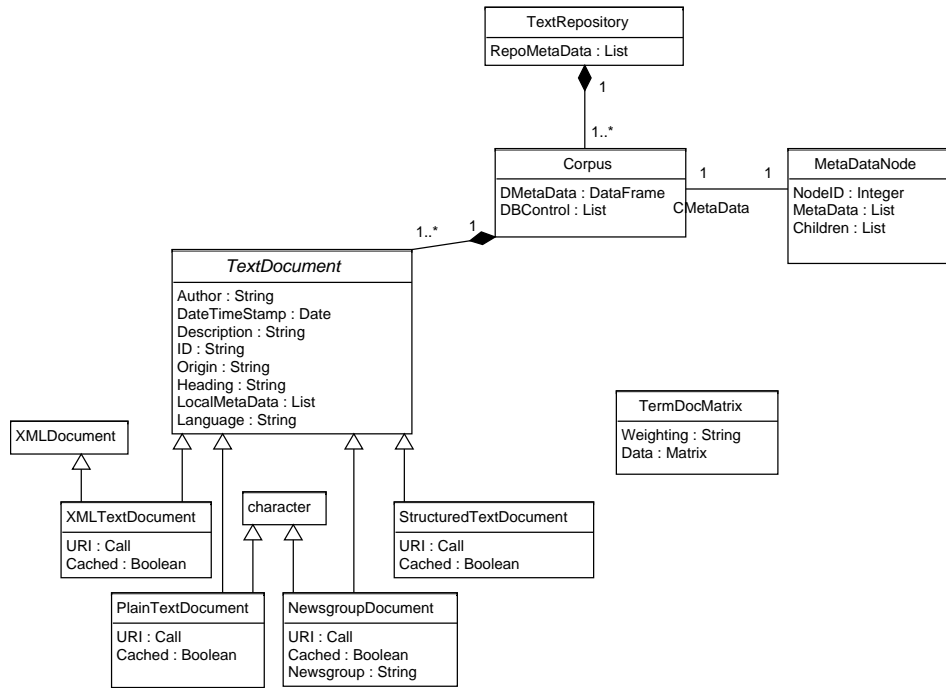 TextRepository
RepoMetaData : List
1
1..*
Corpus
DMetaData : DataFrame
DBControl : List
1
1
CMetaData
MetaDataNode
NodeID : Integer
MetaData : List
Children : List
1
1..*
TextDocument
Author : String
DateTimeStamp : Date
Description : String
ID : String
Origin : String
Heading : String
LocalMetaData : List
Language : String
TermDocMatrix
Weighting : String
Data : Matrix
XMLDocument
XMLTextDocument
URI : Call
Cached : Boolean
character
StructuredTextDocument
URI : Call
Cached : Boolean
PlainTextDocument
URI : Call
Cached : Boolean
NewsgroupDocument
URI : Call
Cached : Boolean
Newsgroup : String